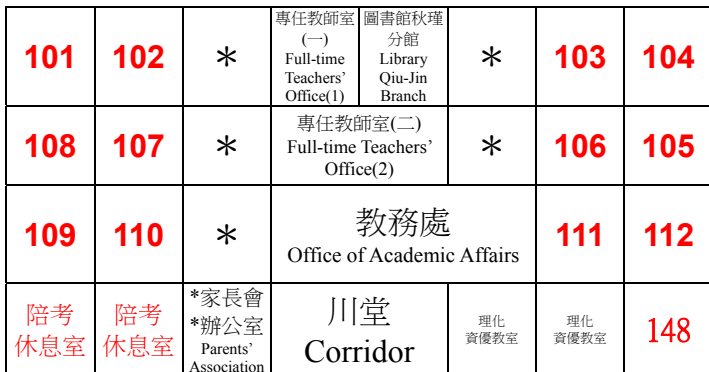 101
102
*
專任教師室
(一)
Full-time
Teachers'
Office(1)
圖書館秋瑾
分館
Library
Qiu-Jin
Branch
*
103
104
108
107
*
專任教師室(二)
Full-time Teachers'
Office(2)
*
106
105
109
110
*
教務處
Office of Academic Affairs
111
112
陪考
休息室
陪考
休息室
*家長會
*辦公室
Parents'
Association
川堂
Corridor
理化
資優教室
理化
資優教室
148